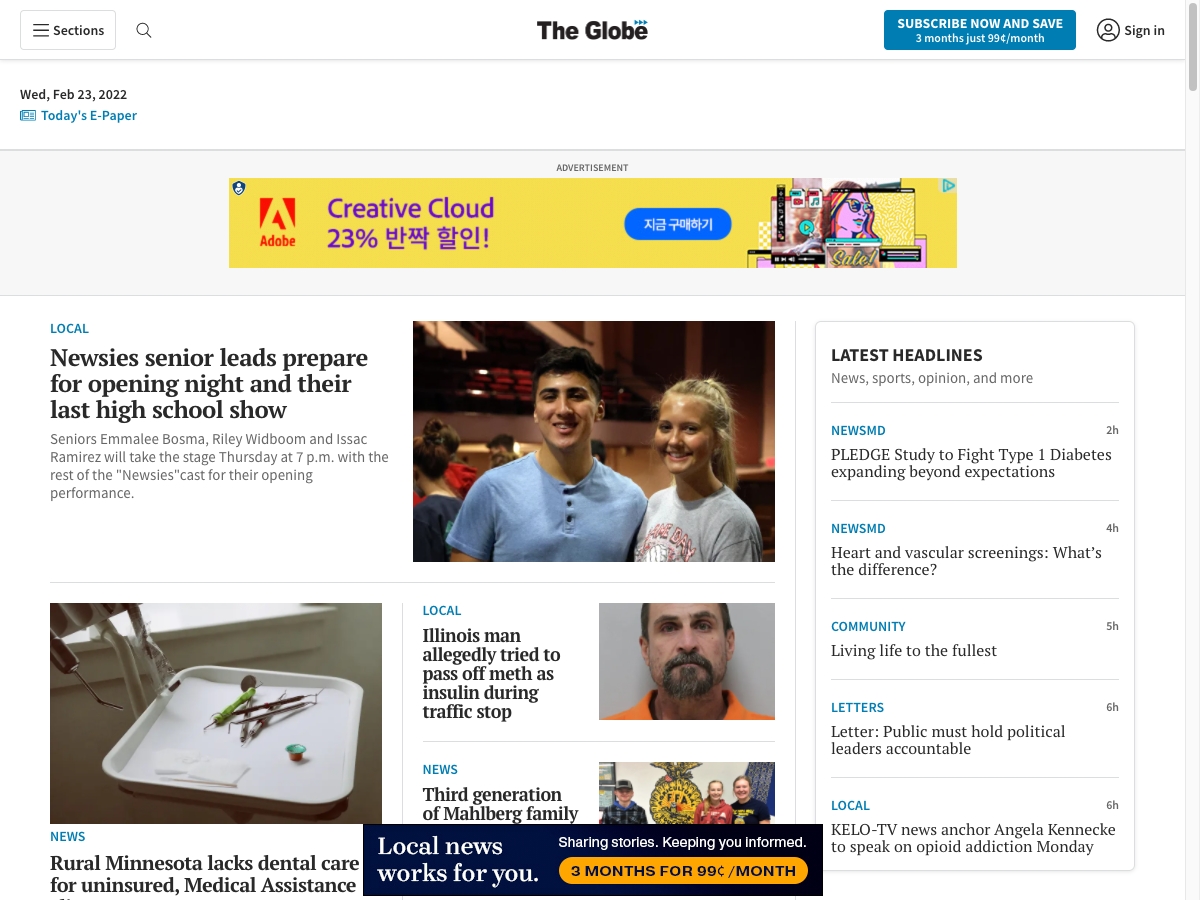 Sections
The Globe
SUBSCRIBE NOW AND SAVE
3 months just 99¢/month
Sign in
Wed, Feb 23, 2022
Today's E-Paper
ADVERTISEMENT
Adobe
Creative Cloud
23% 반짝 할인!
지금 구매하기
Sale!
LOCAL
Newsies senior leads prepare
for opening night and their
last high school show
Seniors Emmalee Bosma, Riley Widboom and Issac
Ramirez will take the stage Thursday at 7 p.m. with the
rest of the "Newsies"cast for their opening
performance.
GAME DAY
LATEST HEADLINES
News, sports, opinion, and more
NEWSMD 2h
PLEDGE Study to Fight Type 1 Diabetes
expanding beyond expectations
NEWSMD 4h
Heart and vascular screenings: What's
the difference?
COMMUNITY 5h
Living life to the fullest
LETTERS 6h
Letter: Public must hold political
leaders accountable
LOCAL 6h
KELO-TV news anchor Angela Kennecke
to speak on opioid addiction Monday
LOCAL
Illinois man
allegedly tried to
pass off meth as
insulin during
traffic stop
NEWS
Third generation
of Mahlberg family
FFA
NEWS
Rural Minnesota lacks dental care
for uninsured, Medical Assistance
Local news
works for you.
Sharing stories. Keeping you informed.
3 MONTHS FOR 99¢ /MONTH